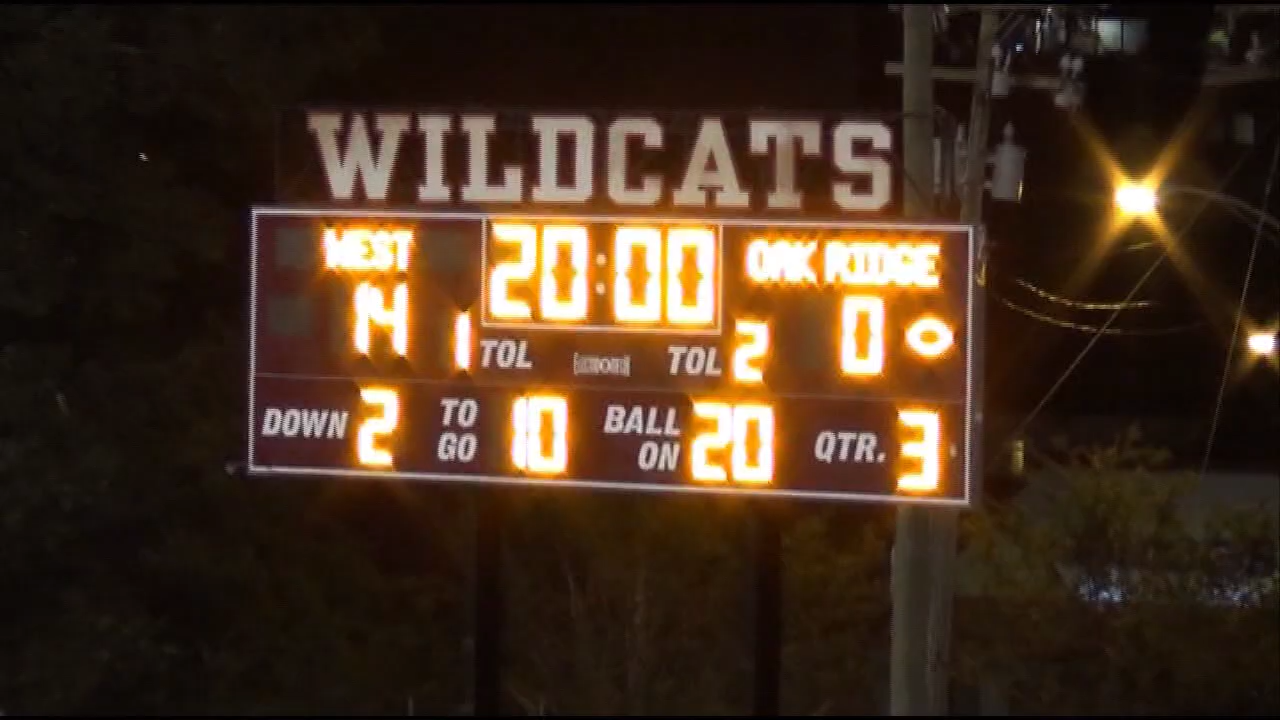 WILDCATS
WEST 20:00 OAK RIDGE
14 1 TOL TOL 2 0
DOWN 2 TO GO 10 BALL ON 20 QTR. 3